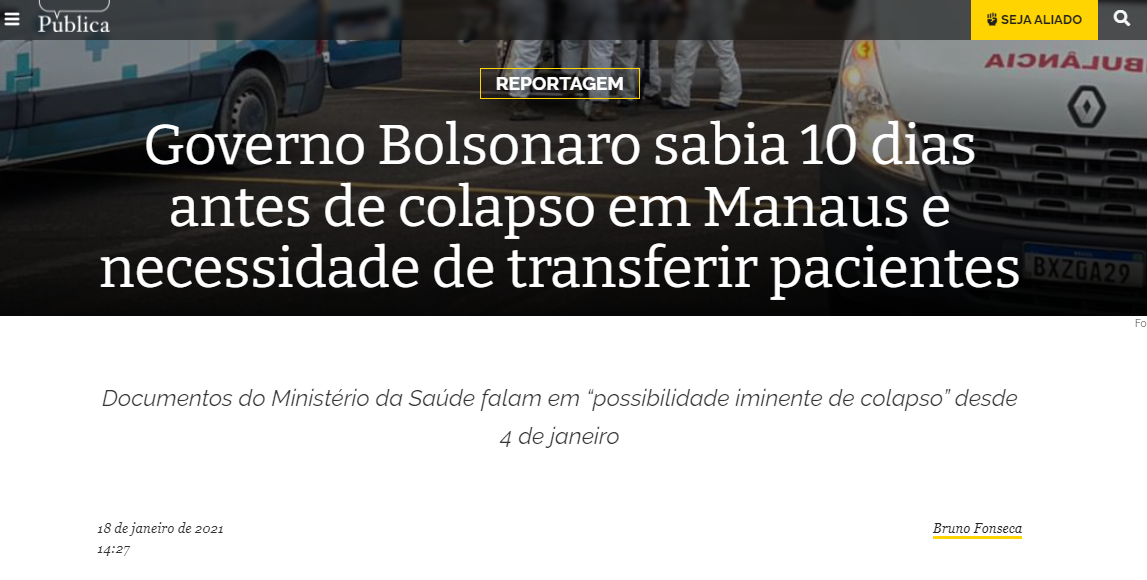 Pública
SEJA ALIADO
BULÂNCIA
REPORTAGEM
Governo Bolsonaro sabia 10 dias
antes de colapso em Manaus e
necessidade de transferir pacientes
BXZ0A29
Fo
Documentos do Ministério da Saúde falam em “possibilidade iminente de colapso” desde
4 de janeiro
18 de janeiro de 2021
Bruno Fonseca
14:27